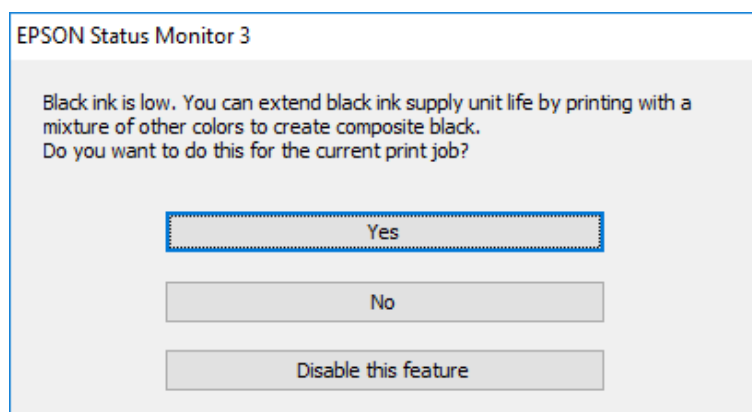 EPSON Status Monitor 3
Black ink is low. You can extend black ink supply unit life by printing with a
mixture of other colors to create composite black.
Do you want to do this for the current print job?
Yes
No
Disable this feature